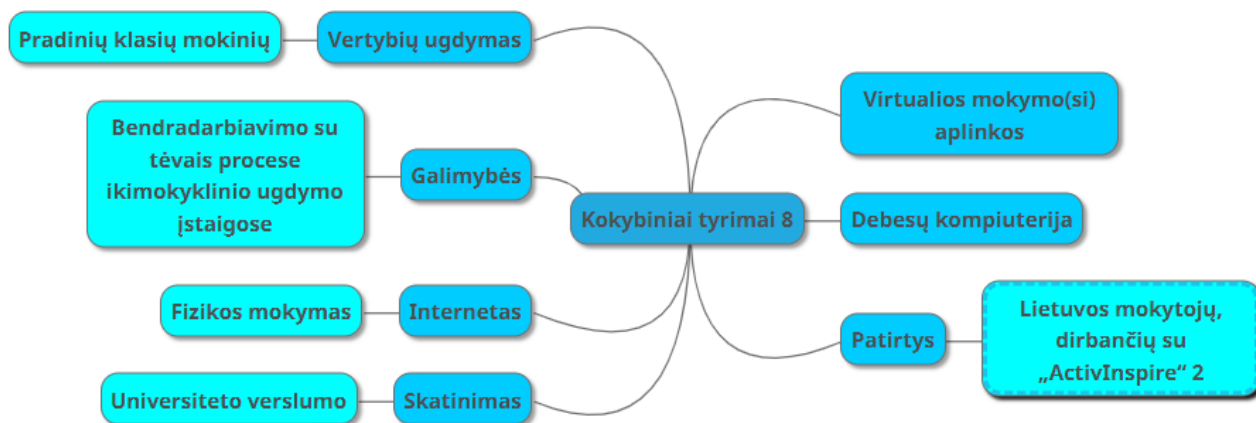 Pradinių klasių mokinių
Vertybių ugdymas
Bendradarbiavimo su
tėvais procese
ikimokyklinio ugdymo
įstaigose
Galimybės
Fizikos mokymas
Internetas
Universiteto verslumo
Skatinimas
Kokybiniai tyrimai 8
Virtualios mokymo(si)
aplinkos
Debesų kompiuterija
Patirtys
Lietuvos mokytojų,
dirbančių su
„ActivInspire“ 2